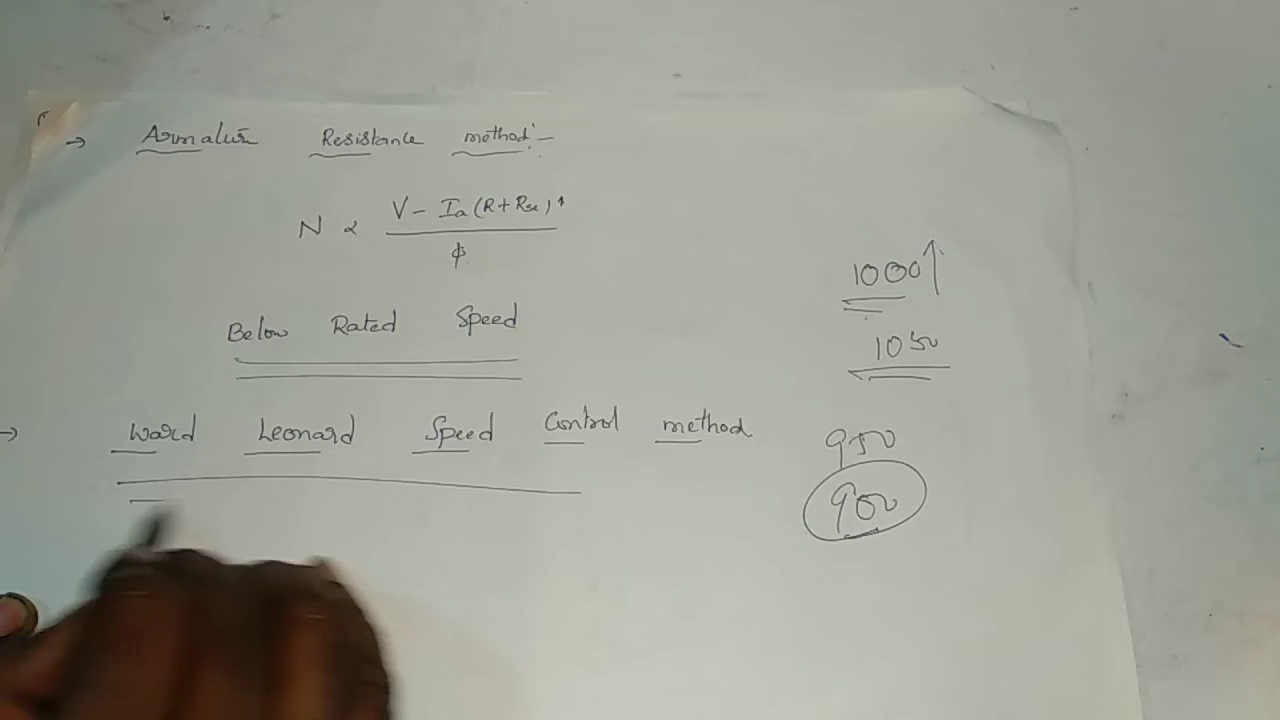 → Armature Resistance method:-
N ∝ (V - Ia (R + Rse) ↑) / ϕ
Below Rated Speed
→ Ward Leonard Speed Control method
1000 ↑
1050
950
900